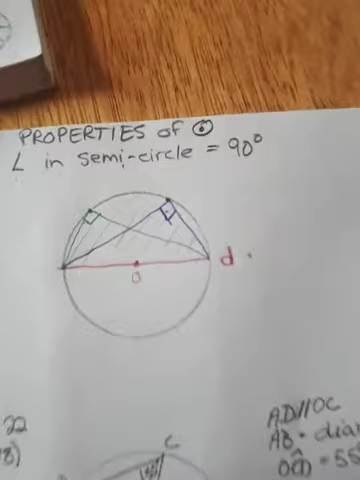 PROPERTIES of ⊙
∠ in semi-circle = 90°
d
O
22
C
AD//OC
AB = diam